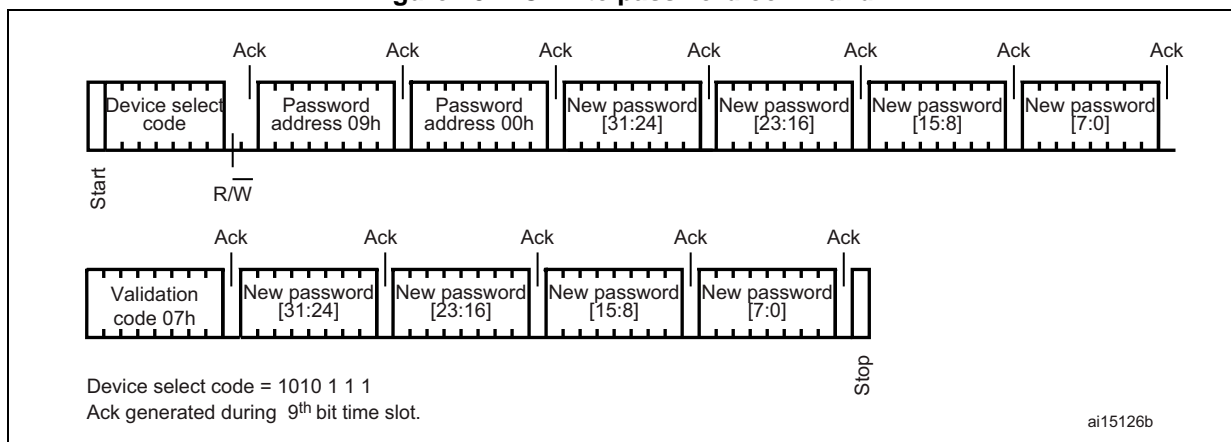 Ack Ack Ack Ack Ack Ack Ack
Device select code
Password address 09h
Password address 00h
New password [31:24]
New password [23:16]
New password [15:8]
New password [7:0]
Start
R/W
Ack Ack Ack Ack Ack
Validation code 07h
New password [31:24]
New password [23:16]
New password [15:8]
New password [7:0]
Stop
Device select code = 1010 1 1 1
Ack generated during 9th bit time slot.
ai15126b